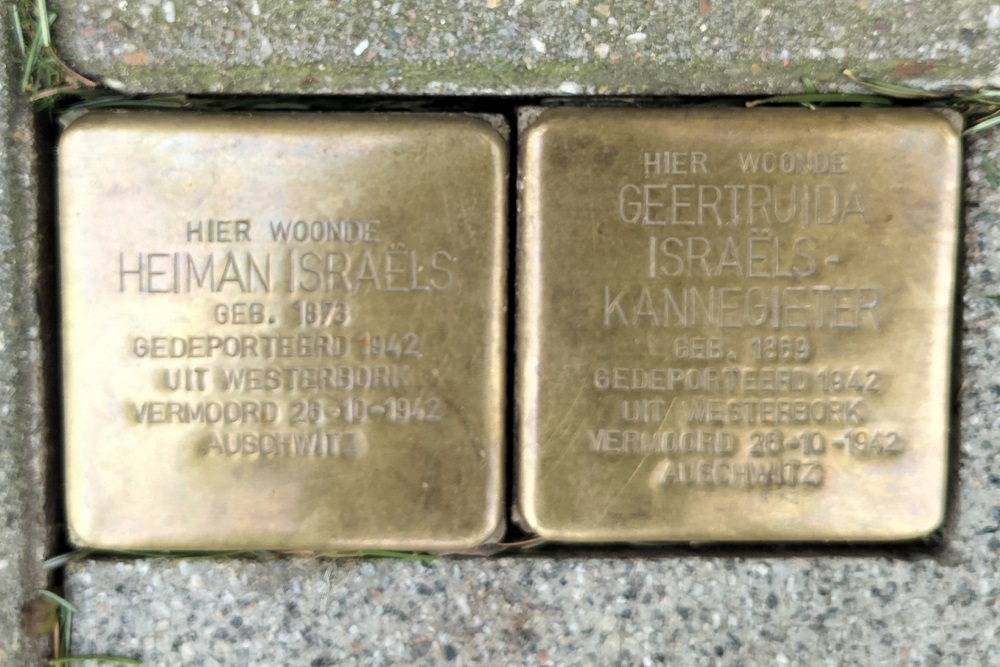 HIER WOONDE
HEIMAN ISRAËLS
GEB. 1873
GEDEPORTEERD 1942
UIT WESTERBORK
VERMOORD 26-10-1942
AUSCHWITZ
HIER WOONDE
GEERTRUIDA
ISRAËLS-
KANNEGIETER
GEB. 1869
GEDEPORTEERD 1942
UIT WESTERBORK
VERMOORD 26-10-1942
AUSCHWITZ